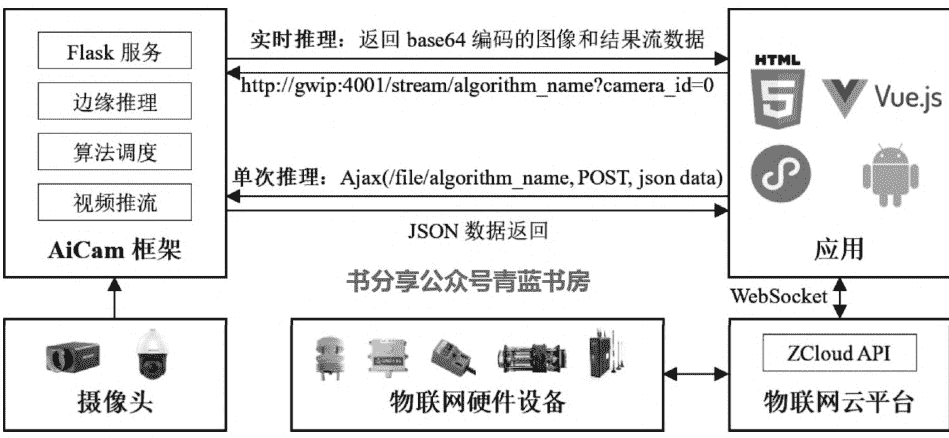 Flask 服务
边缘推理
算法调度
视频推流
AiCam 框架
实时推理：返回 base64 编码的图像和结果流数据
http://gwip:4001/stream/algorithm_name?camera_id=0
单次推理：Ajax(/file/algorithm_name, POST, json data)
JSON 数据返回
HTML
5
Vue.js
应用
书分享公众号青蓝书房
WebSocket
摄像头
物联网硬件设备
ZCloud API
物联网云平台